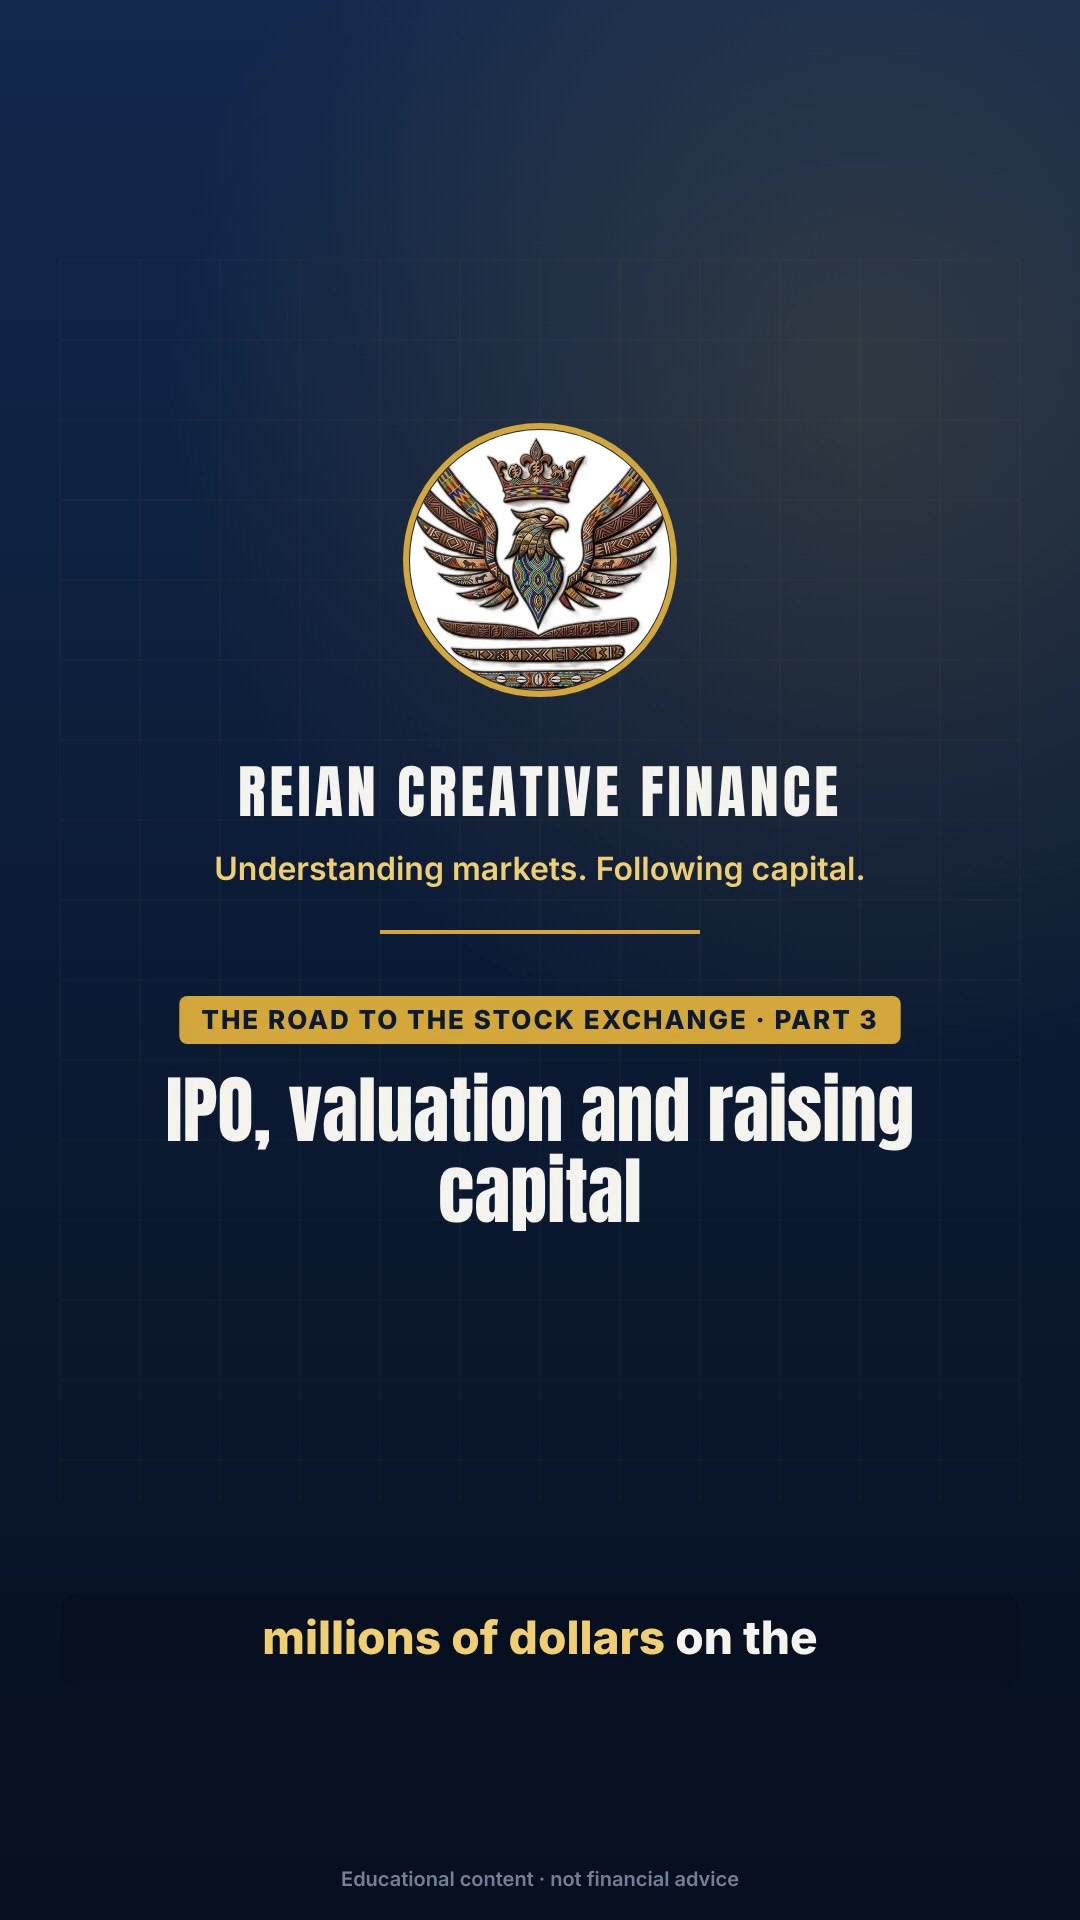 REIAN CREATIVE FINANCE
Understanding markets. Following capital.
THE ROAD TO THE STOCK EXCHANGE · PART 3
IPO, valuation and raising
capital
millions of dollars on the
Educational content · not financial advice